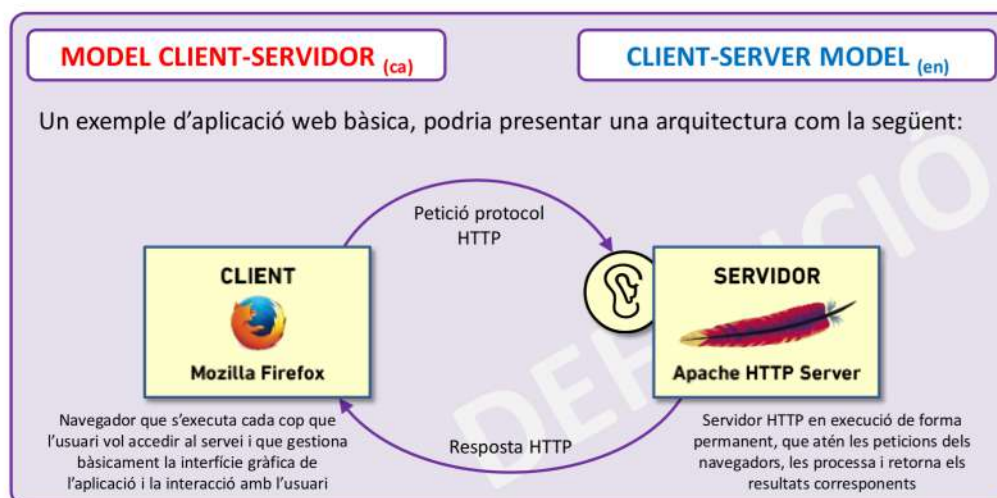 MODEL CLIENT-SERVIDOR (ca)
CLIENT-SERVER MODEL (en)
Un exemple d'aplicació web bàsica, podria presentar una arquitectura com la següent:
Petició protocol
HTTP
CLIENT
Mozilla Firefox
SERVIDOR
Apache HTTP Server
Navegador que s'executa cada cop que
l'usuari vol accedir al servei i que gestiona
bàsicament la interfície gràfica de
l'aplicació i la interacció amb l'usuari
Resposta HTTP
Servidor HTTP en execució de forma
permanent, que atén les peticions dels
navegadors, les processa i retorna els
resultats corresponents